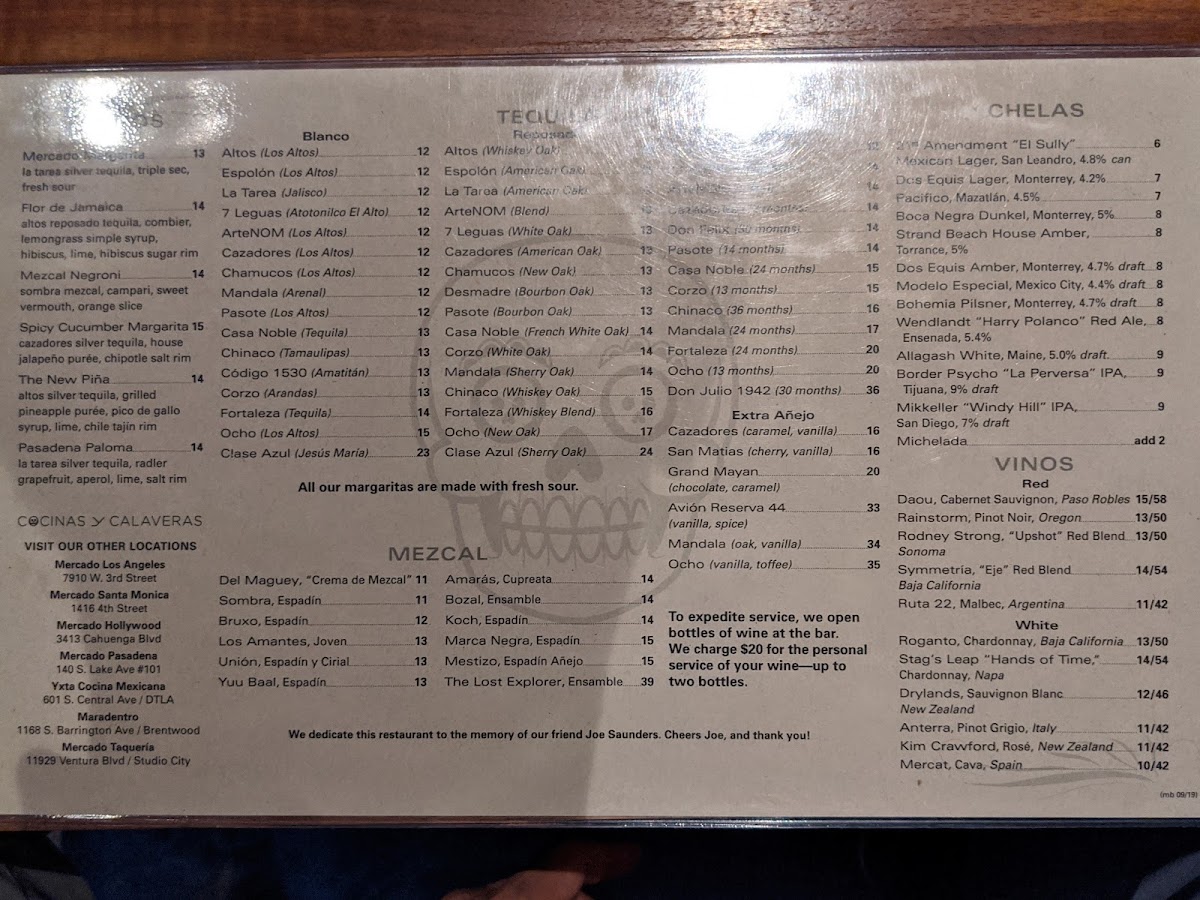 Mercado Margarita 13
la tarea silver tequila, triple sec,
fresh sour
Flor de Jamaica 14
altos reposado tequila, combier,
lemongrass simple syrup,
hibiscus, lime, hibiscus sugar rim
Mezcal Negroni 14
sombra mezcal, campari, sweet
vermouth, orange slice
Spicy Cucumber Margarita 15
cazadores silver tequila, house
jalapeño purée, chipotle salt rim
The New Piña 14
altos silver tequila, grilled
pineapple purée, pico de gallo
syrup, lime, chile tajín rim
Pasadena Paloma 14
la tarea silver tequila, radler
grapefruit, aperol, lime, salt rim
COCINAS y CALAVERAS
VISIT OUR OTHER LOCATIONS
Mercado Los Angeles
7910 W. 3rd Street
Mercado Santa Monica
1416 4th Street
Mercado Hollywood
3413 Cahuenga Blvd
Mercado Pasadena
140 S. Lake Ave #101
Yxta Cocina Mexicana
601 S. Central Ave / DTLA
Maradentro
1168 S. Barrington Ave / Brentwood
Mercado Taquería
11929 Ventura Blvd / Studio City
TEQUILA
Blanco
Altos (Los Altos) 12
Espolón (Los Altos) 12
La Tarea (Jalisco) 12
7 Leguas (Atotonilco El Alto) 12
ArteNOM (Los Altos) 12
Cazadores (Los Altos) 12
Chamucos (Los Altos) 12
Mandala (Arenal) 12
Pasote (Los Altos) 12
Casa Noble (Tequila) 13
Chinaco (Tamaulipas) 13
Código 1530 (Amatitán) 13
Corzo (Arandas) 13
Fortaleza (Tequila) 14
Ocho (Los Altos) 15
Clase Azul (Jesús María) 23
Reposado
Altos (Whiskey Oak)
Espolón (American Oak)
La Tarea (American Oak)
ArteNOM (Blend) 13
7 Leguas (White Oak) 13
Cazadores (American Oak) 13
Chamucos (New Oak) 13
Desmadre (Bourbon Oak) 13
Pasote (Bourbon Oak) 13
Casa Noble (French White Oak) 14
Corzo (White Oak) 14
Mandala (Sherry Oak) 14
Chinaco (Whiskey Oak) 15
Fortaleza (Whiskey Blend) 16
Ocho (New Oak) 17
Clase Azul (Sherry Oak) 24
14
Cazadores 14
Don Felix 14
Pasote (14 months) 14
Casa Noble (24 months) 15
Corzo (13 months) 15
Chinaco (36 months) 16
Mandala (24 months) 17
Fortaleza (24 months) 20
Ocho (13 months) 20
Don Julio 1942 (30 months) 36
Extra Añejo
Cazadores (caramel, vanilla) 16
San Matias (cherry, vanilla) 16
Grand Mayan 20
(chocolate, caramel)
Avión Reserva 44 33
(vanilla, spice)
Mandala (oak, vanilla) 34
Ocho (vanilla, toffee) 35
All our margaritas are made with fresh sour.
MEZCAL
Del Maguey, "Crema de Mezcal" 11
Sombra, Espadín 11
Bruxo, Espadín 12
Los Amantes, Joven 13
Unión, Espadín y Cirial 13
Yuu Baal, Espadín 13
Amarás, Cupreata 14
Bozal, Ensamble 14
Koch, Espadín 14
Marca Negra, Espadín 15
Mestizo, Espadín Añejo 15
The Lost Explorer, Ensamble 39
To expedite service, we open
bottles of wine at the bar.
We charge $20 for the personal
service of your wine—up to
two bottles.
We dedicate this restaurant to the memory of our friend Joe Saunders. Cheers Joe, and thank you!
CHELAS
21st Amendment "El Sully" 6
Mexican Lager, San Leandro, 4.8% can
Dos Equis Lager, Monterrey, 4.2% 7
Pacifico, Mazatlán, 4.5% 7
Boca Negra Dunkel, Monterrey, 5% 8
Strand Beach House Amber, 8
Torrance, 5%
Dos Equis Amber, Monterrey, 4.7% draft 8
Modelo Especial, Mexico City, 4.4% draft 8
Bohemia Pilsner, Monterrey, 4.7% draft 8
Wendlandt "Harry Polanco" Red Ale, 8
Ensenada, 5.4%
Allagash White, Maine, 5.0% draft 9
Border Psycho "La Perversa" IPA, 9
Tijuana, 9% draft
Mikkeller "Windy Hill" IPA, 9
San Diego, 7% draft
Michelada add 2
VINOS
Red
Daou, Cabernet Sauvignon, Paso Robles 15/58
Rainstorm, Pinot Noir, Oregon 13/50
Rodney Strong, "Upshot" Red Blend 13/50
Sonoma
Symmetría, "Eje" Red Blend 14/54
Baja California
Ruta 22, Malbec, Argentina 11/42
White
Roganto, Chardonnay, Baja California 13/50
Stag's Leap "Hands of Time," 14/54
Chardonnay, Napa
Drylands, Sauvignon Blanc 12/46
New Zealand
Anterra, Pinot Grigio, Italy 11/42
Kim Crawford, Rosé, New Zealand 11/42
Mercat, Cava, Spain 10/42
(mb 09/19)